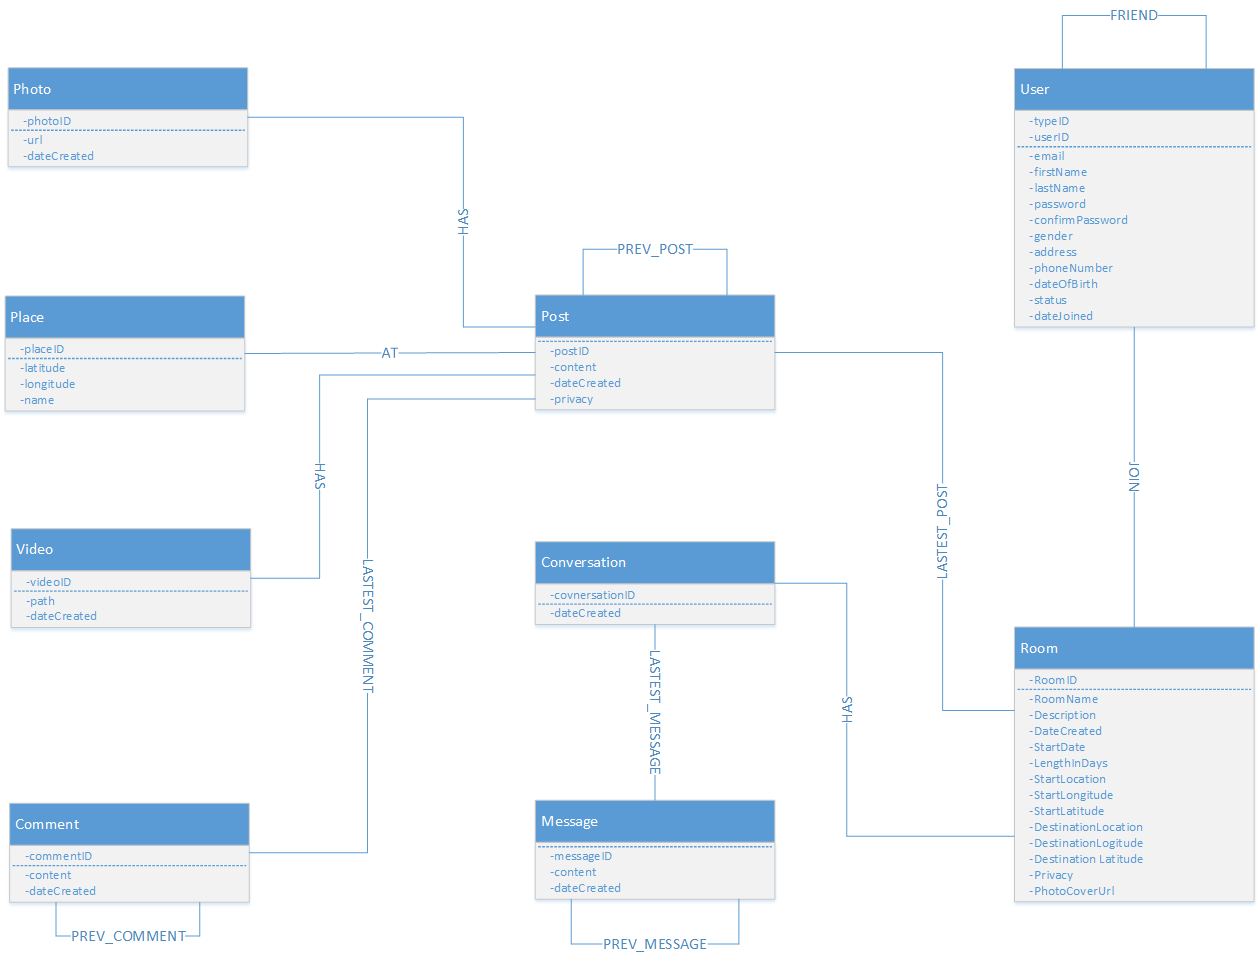 FRIEND
Photo
-photoID
-url
-dateCreated
User
-typeID
-userID
-email
-firstName
-lastName
-password
-confirmPassword
-gender
-address
-phoneNumber
-dateOfBirth
-status
-dateJoined
HAS
PREV_POST
Place
-placeID
-latitude
-longitude
-name
AT
Post
-postID
-content
-dateCreated
-privacy
HAS
JOIN
LASTEST_POST
Video
-videoID
-path
-dateCreated
LASTEST_COMMENT
Conversation
-covnersationID
-dateCreated
LASTEST_MESSAGE
HAS
Room
-RoomID
-RoomName
-Description
-DateCreated
-StartDate
-LengthInDays
-StartLocation
-StartLongitude
-StartLatitude
-DestinationLocation
-DestinationLogitude
-Destination Latitude
-Privacy
-PhotoCoverUrl
Comment
-commentID
-content
-dateCreated
PREV_COMMENT
Message
-messageID
-content
-dateCreated
PREV_MESSAGE